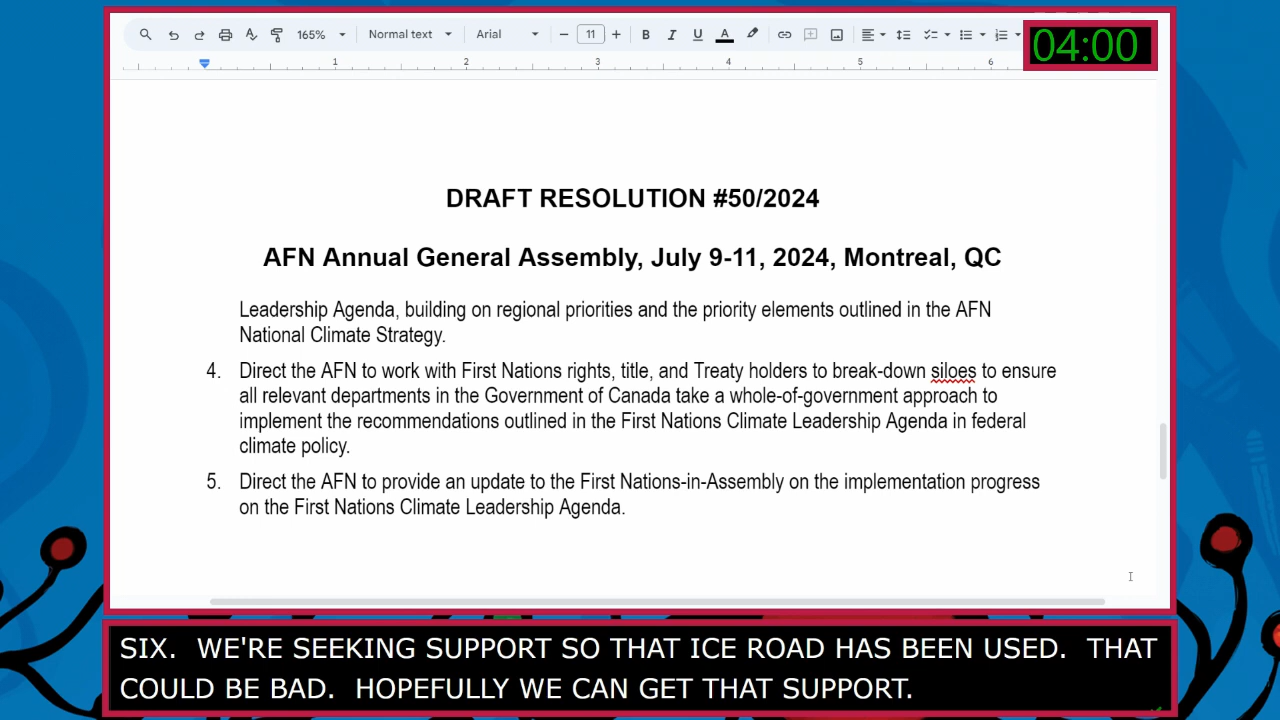 165%
Normal text
Arial
11
B
I
U
A
04:00
1
2
3
4
5
6
DRAFT RESOLUTION #50/2024
AFN Annual General Assembly, July 9-11, 2024, Montreal, QC
Leadership Agenda, building on regional priorities and the priority elements outlined in the AFN
National Climate Strategy.
4. Direct the AFN to work with First Nations rights, title, and Treaty holders to break-down siloes to ensure
all relevant departments in the Government of Canada take a whole-of-government approach to
implement the recommendations outlined in the First Nations Climate Leadership Agenda in federal
climate policy.
5. Direct the AFN to provide an update to the First Nations-in-Assembly on the implementation progress
on the First Nations Climate Leadership Agenda.
SIX. WE'RE SEEKING SUPPORT SO THAT ICE ROAD HAS BEEN USED. THAT
COULD BE BAD. HOPEFULLY WE CAN GET THAT SUPPORT.